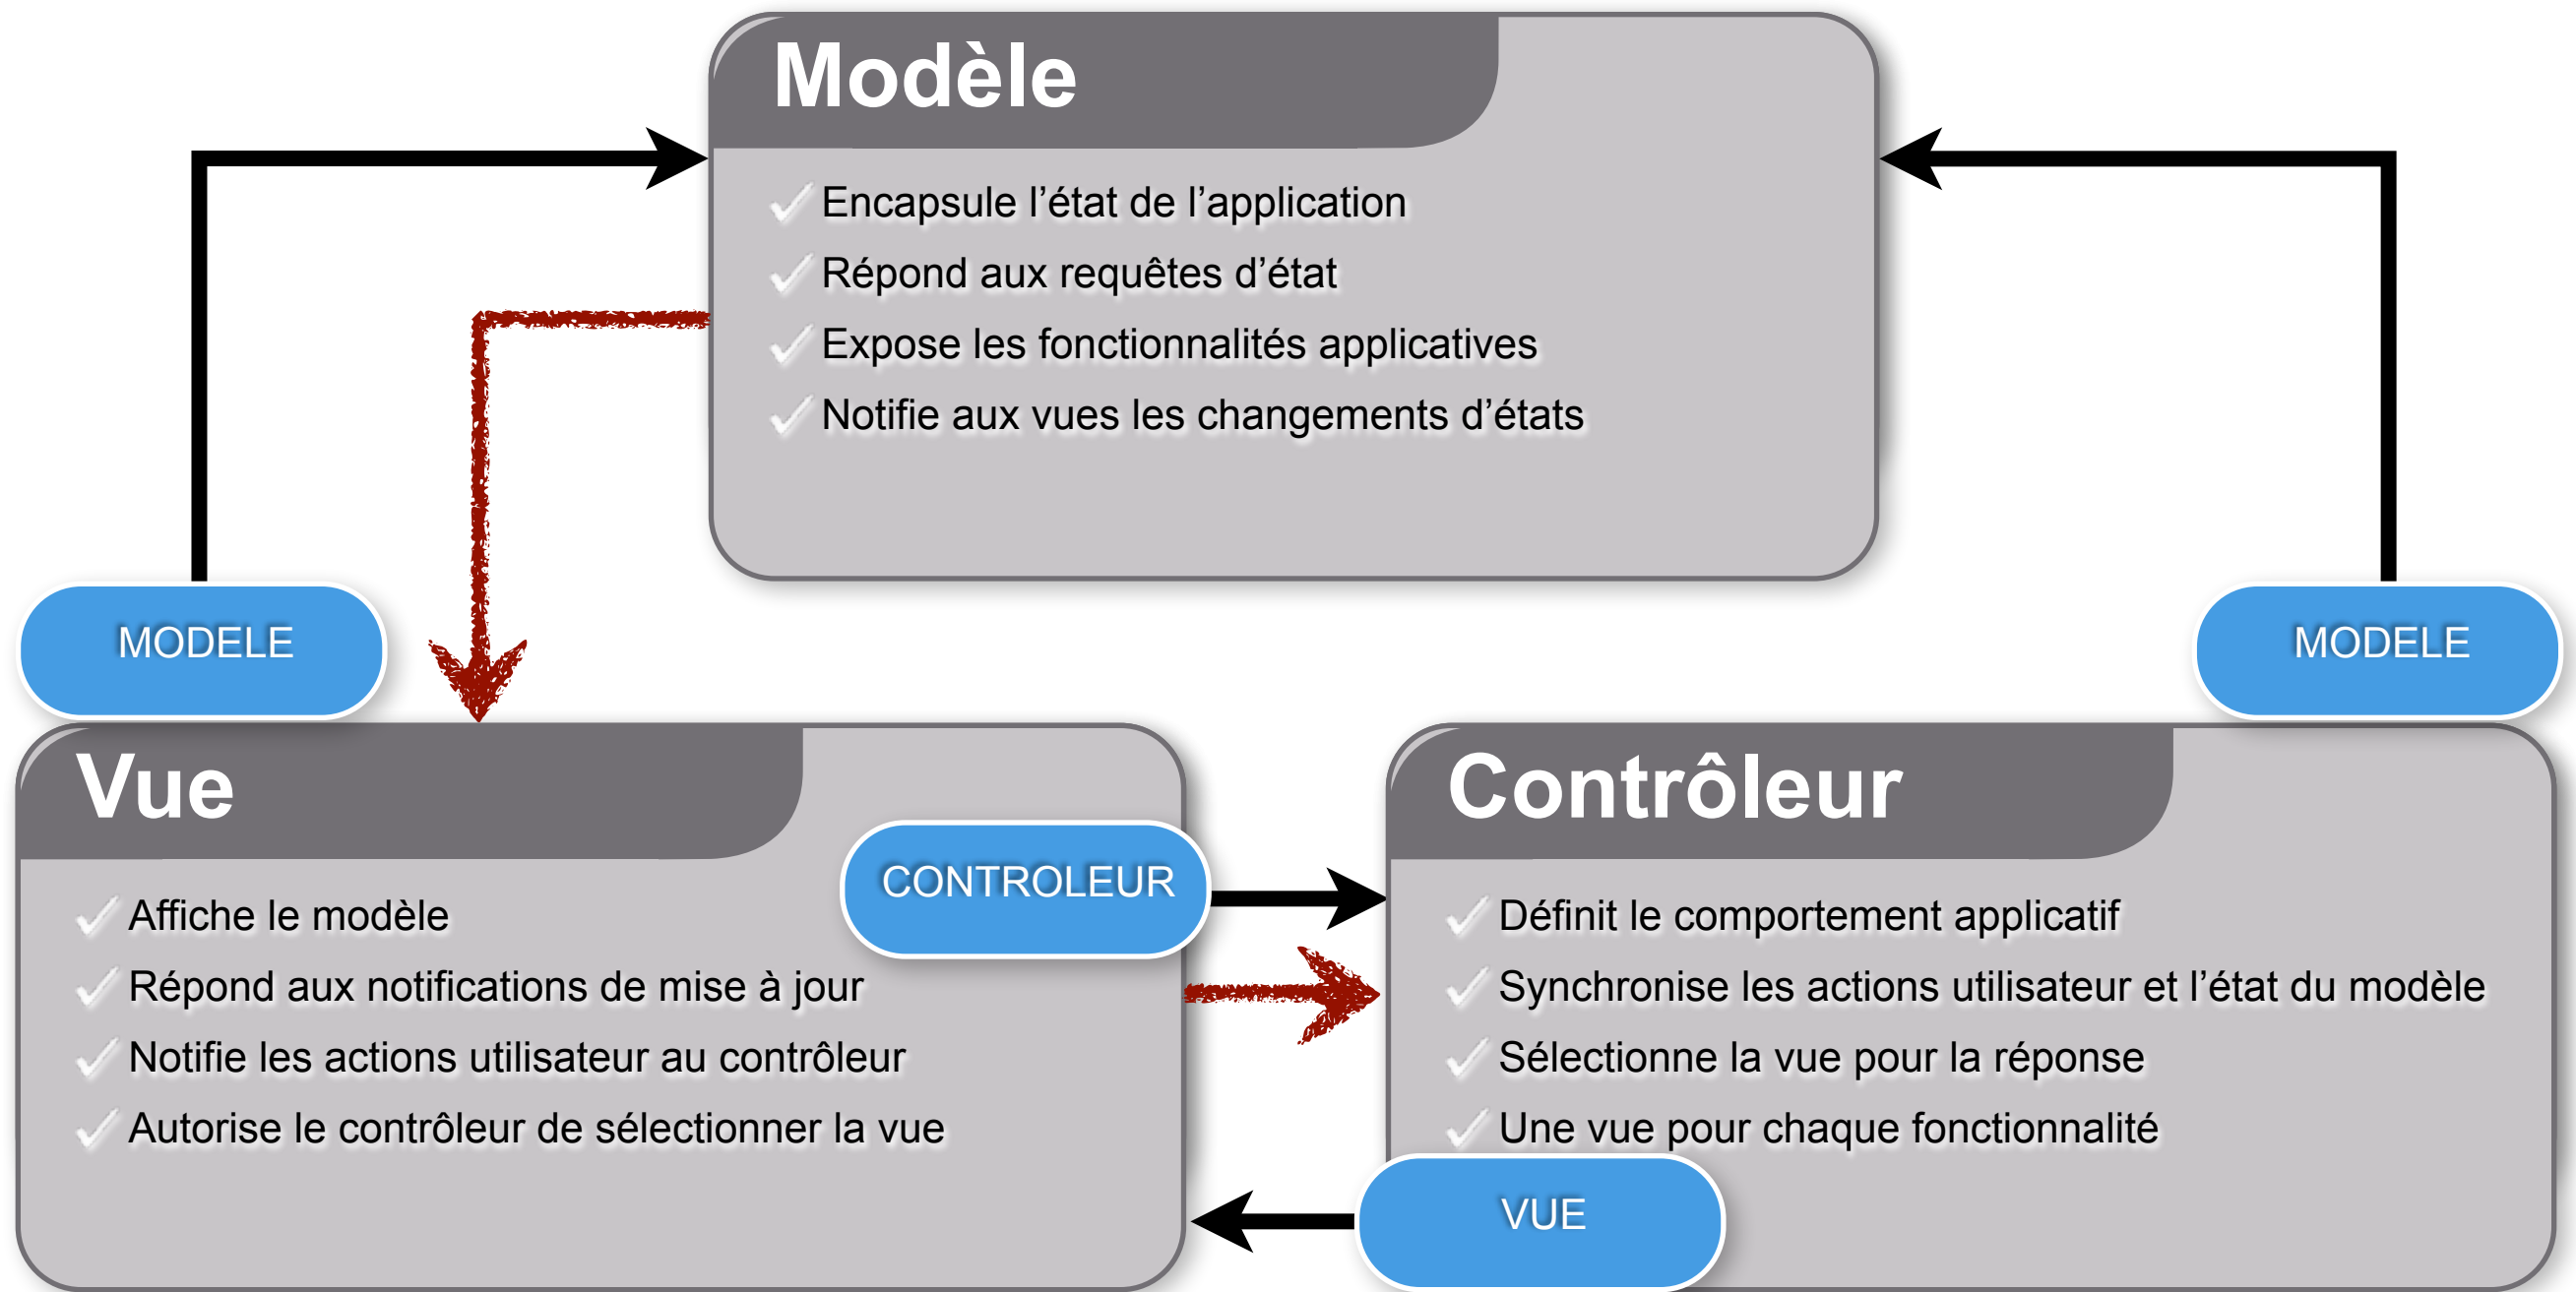 Modèle
Encapsule l’état de l’application
Répond aux requêtes d’état
Expose les fonctionnalités applicatives
Notifie aux vues les changements d’états
MODELE
MODELE
Vue
CONTROLEUR
Affiche le modèle
Répond aux notifications de mise à jour
Notifie les actions utilisateur au contrôleur
Autorise le contrôleur de sélectionner la vue
Contrôleur
Définit le comportement applicatif
Synchronise les actions utilisateur et l’état du modèle
Sélectionne la vue pour la réponse
Une vue pour chaque fonctionnalité
VUE